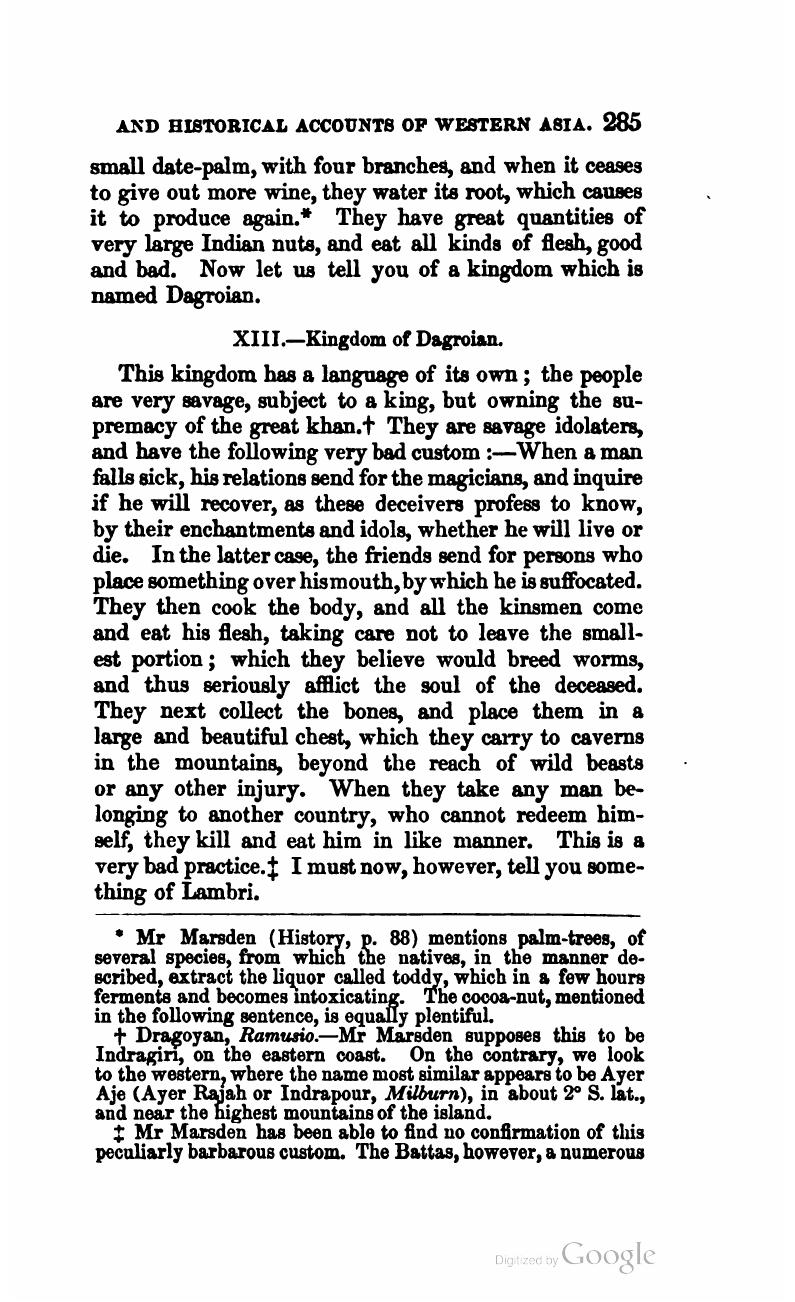 AND HISTORICAL ACCOUNTS OF WESTERN ASIA. 285
small date-palm, with four branches, and when it ceases
to give out more wine, they water its root, which causes
it to produce again.* They have great quantities of
very large Indian nuts, and eat all kinds of flesh, good
and bad. Now let us tell you of a kingdom which is
named Dagroian.
XIII.—Kingdom of Dagroian.
This kingdom has a language of its own; the people
are very savage, subject to a king, but owning the su-
premacy of the great khan.† They are savage idolaters,
and have the following very bad custom :—When a man
falls sick, his relations send for the magicians, and inquire
if he will recover, as these deceivers profess to know,
by their enchantments and idols, whether he will live or
die. In the latter case, the friends send for persons who
place something over his mouth, by which he is suffocated.
They then cook the body, and all the kinsmen come
and eat his flesh, taking care not to leave the small-
est portion; which they believe would breed worms,
and thus seriously afflict the soul of the deceased.
They next collect the bones, and place them in a
large and beautiful chest, which they carry to caverns
in the mountains, beyond the reach of wild beasts
or any other injury. When they take any man be-
longing to another country, who cannot redeem him-
self, they kill and eat him in like manner. This is a
very bad practice.‡ I must now, however, tell you some-
thing of Lambri.
* Mr Marsden (History, p. 88) mentions palm-trees, of
several species, from which the natives, in the manner de-
scribed, extract the liquor called toddy, which in a few hours
ferments and becomes intoxicating. The cocoa-nut, mentioned
in the following sentence, is equally plentiful.
† Dragoyan, Ramusio.—Mr Marsden supposes this to be
Indragiri, on the eastern coast. On the contrary, we look
to the western, where the name most similar appears to be Ayer
Aje (Ayer Rajah or Indrapour, Milburn), in about 2° S. lat.,
and near the highest mountains of the island.
‡ Mr Marsden has been able to find no confirmation of this
peculiarly barbarous custom. The Battas, however, a numerous
Digitized by Google